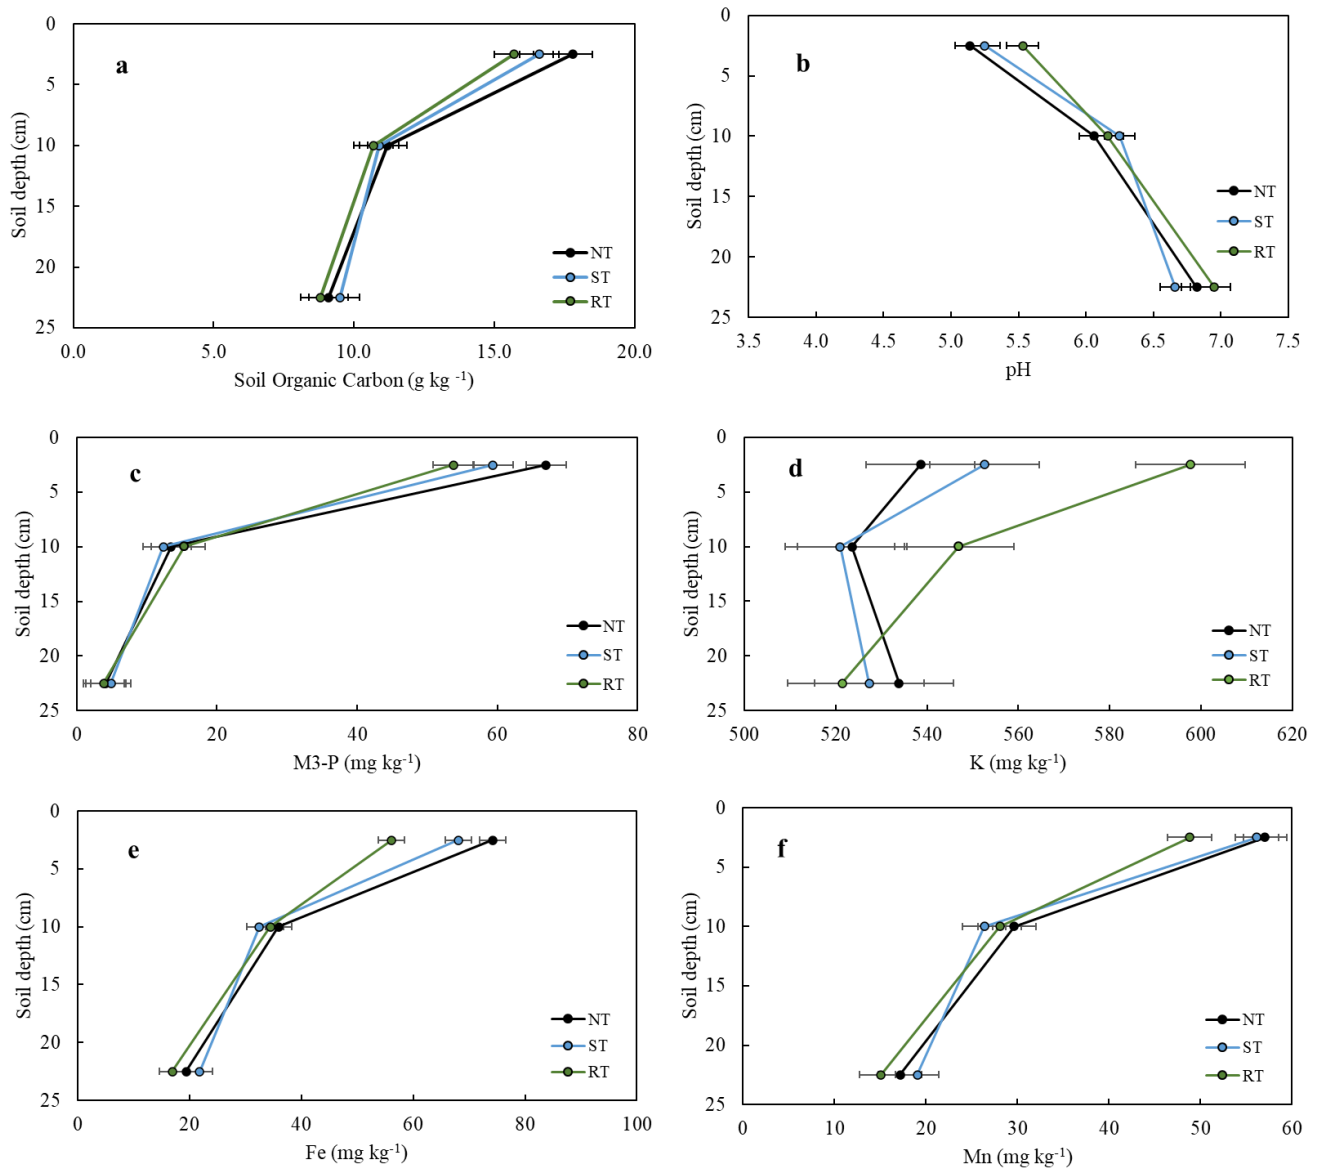 a
0
5
10
15
20
25
Soil depth (cm)
0.0 5.0 10.0 15.0 20.0
Soil Organic Carbon (g kg -1)
NT
ST
RT
b
0
5
10
15
20
25
Soil depth (cm)
3.5 4.0 4.5 5.0 5.5 6.0 6.5 7.0 7.5
pH
NT
ST
RT
c
0
5
10
15
20
25
Soil depth (cm)
0 20 40 60 80
M3-P (mg kg-1)
NT
ST
RT
d
0
5
10
15
20
25
Soil depth (cm)
500 520 540 560 580 600 620
K (mg kg-1)
NT
ST
RT
e
0
5
10
15
20
25
Soil depth (cm)
0 20 40 60 80 100
Fe (mg kg-1)
NT
ST
RT
f
0
5
10
15
20
25
Soil depth (cm)
0 10 20 30 40 50 60
Mn (mg kg-1)
NT
ST
RT